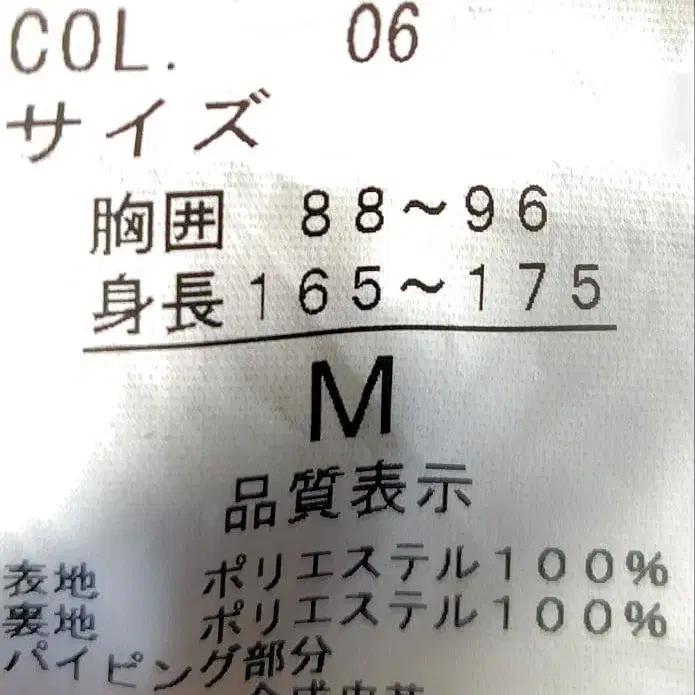 COL. 06
サイズ
胸囲 88～96
身長165～175
M
品質表示
表地 ポリエステル100%
裏地 ポリエステル100%
パイピング部分